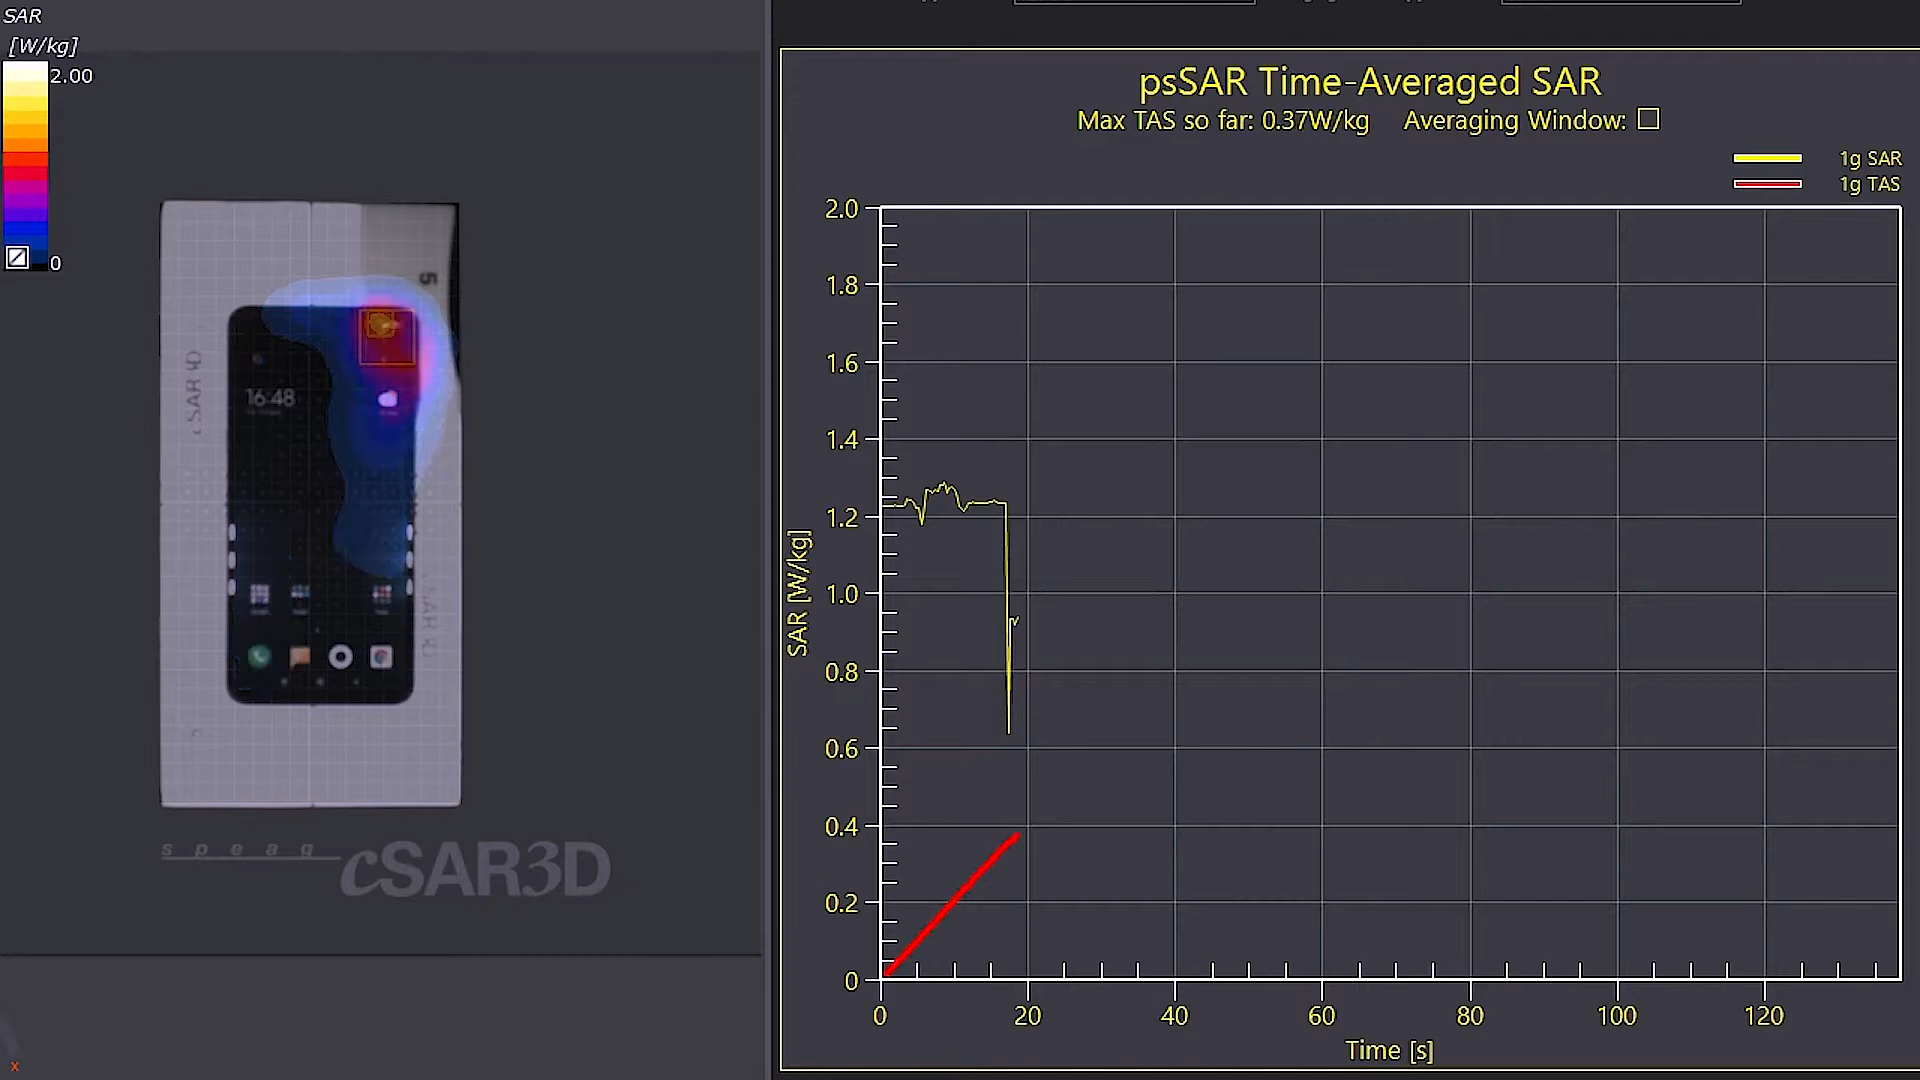 SAR
[W/kg]
2.00
0
5
cSAR3D
16:48
speag
cSAR3D
x
psSAR Time-Averaged SAR
Max TAS so far: 0.37W/kg Averaging Window:
1g SAR
1g TAS
2.0
1.8
1.6
1.4
1.2
1.0
0.8
0.6
0.4
0.2
0
SAR [W/kg]
0 20 40 60 80 100 120
Time [s]